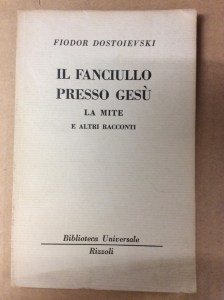 FIODOR DOSTOIEVSKI
IL FANCIULLO
PRESSO GESÙ
LA MITE
E ALTRI RACCONTI
Biblioteca Universale
Rizzoli